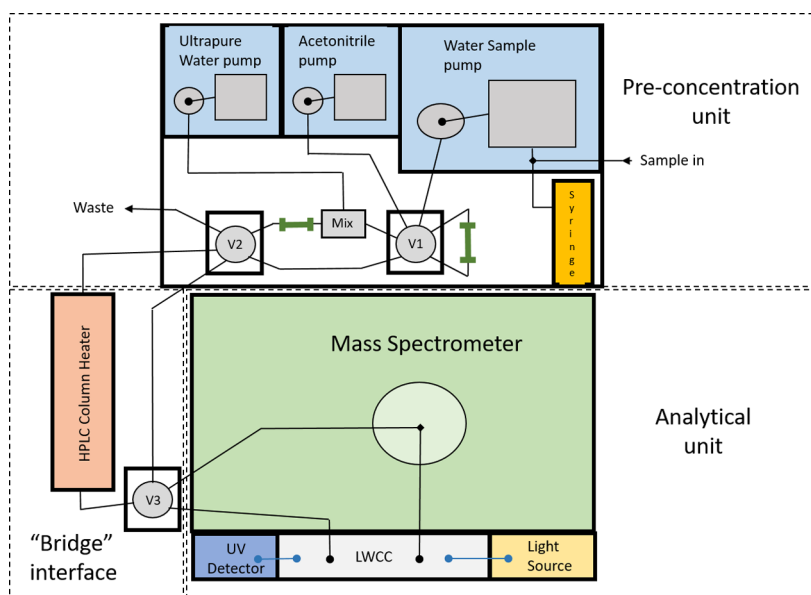 Ultrapure
Water pump
Acetonitrile
pump
Water Sample
pump
Pre-concentration
unit
Sample in
Waste
V2
Mix
V1
Syringe
HPLC Column Heater
Mass Spectrometer
Analytical
unit
V3
"Bridge"
interface
UV
Detector
LWCC
Light
Source